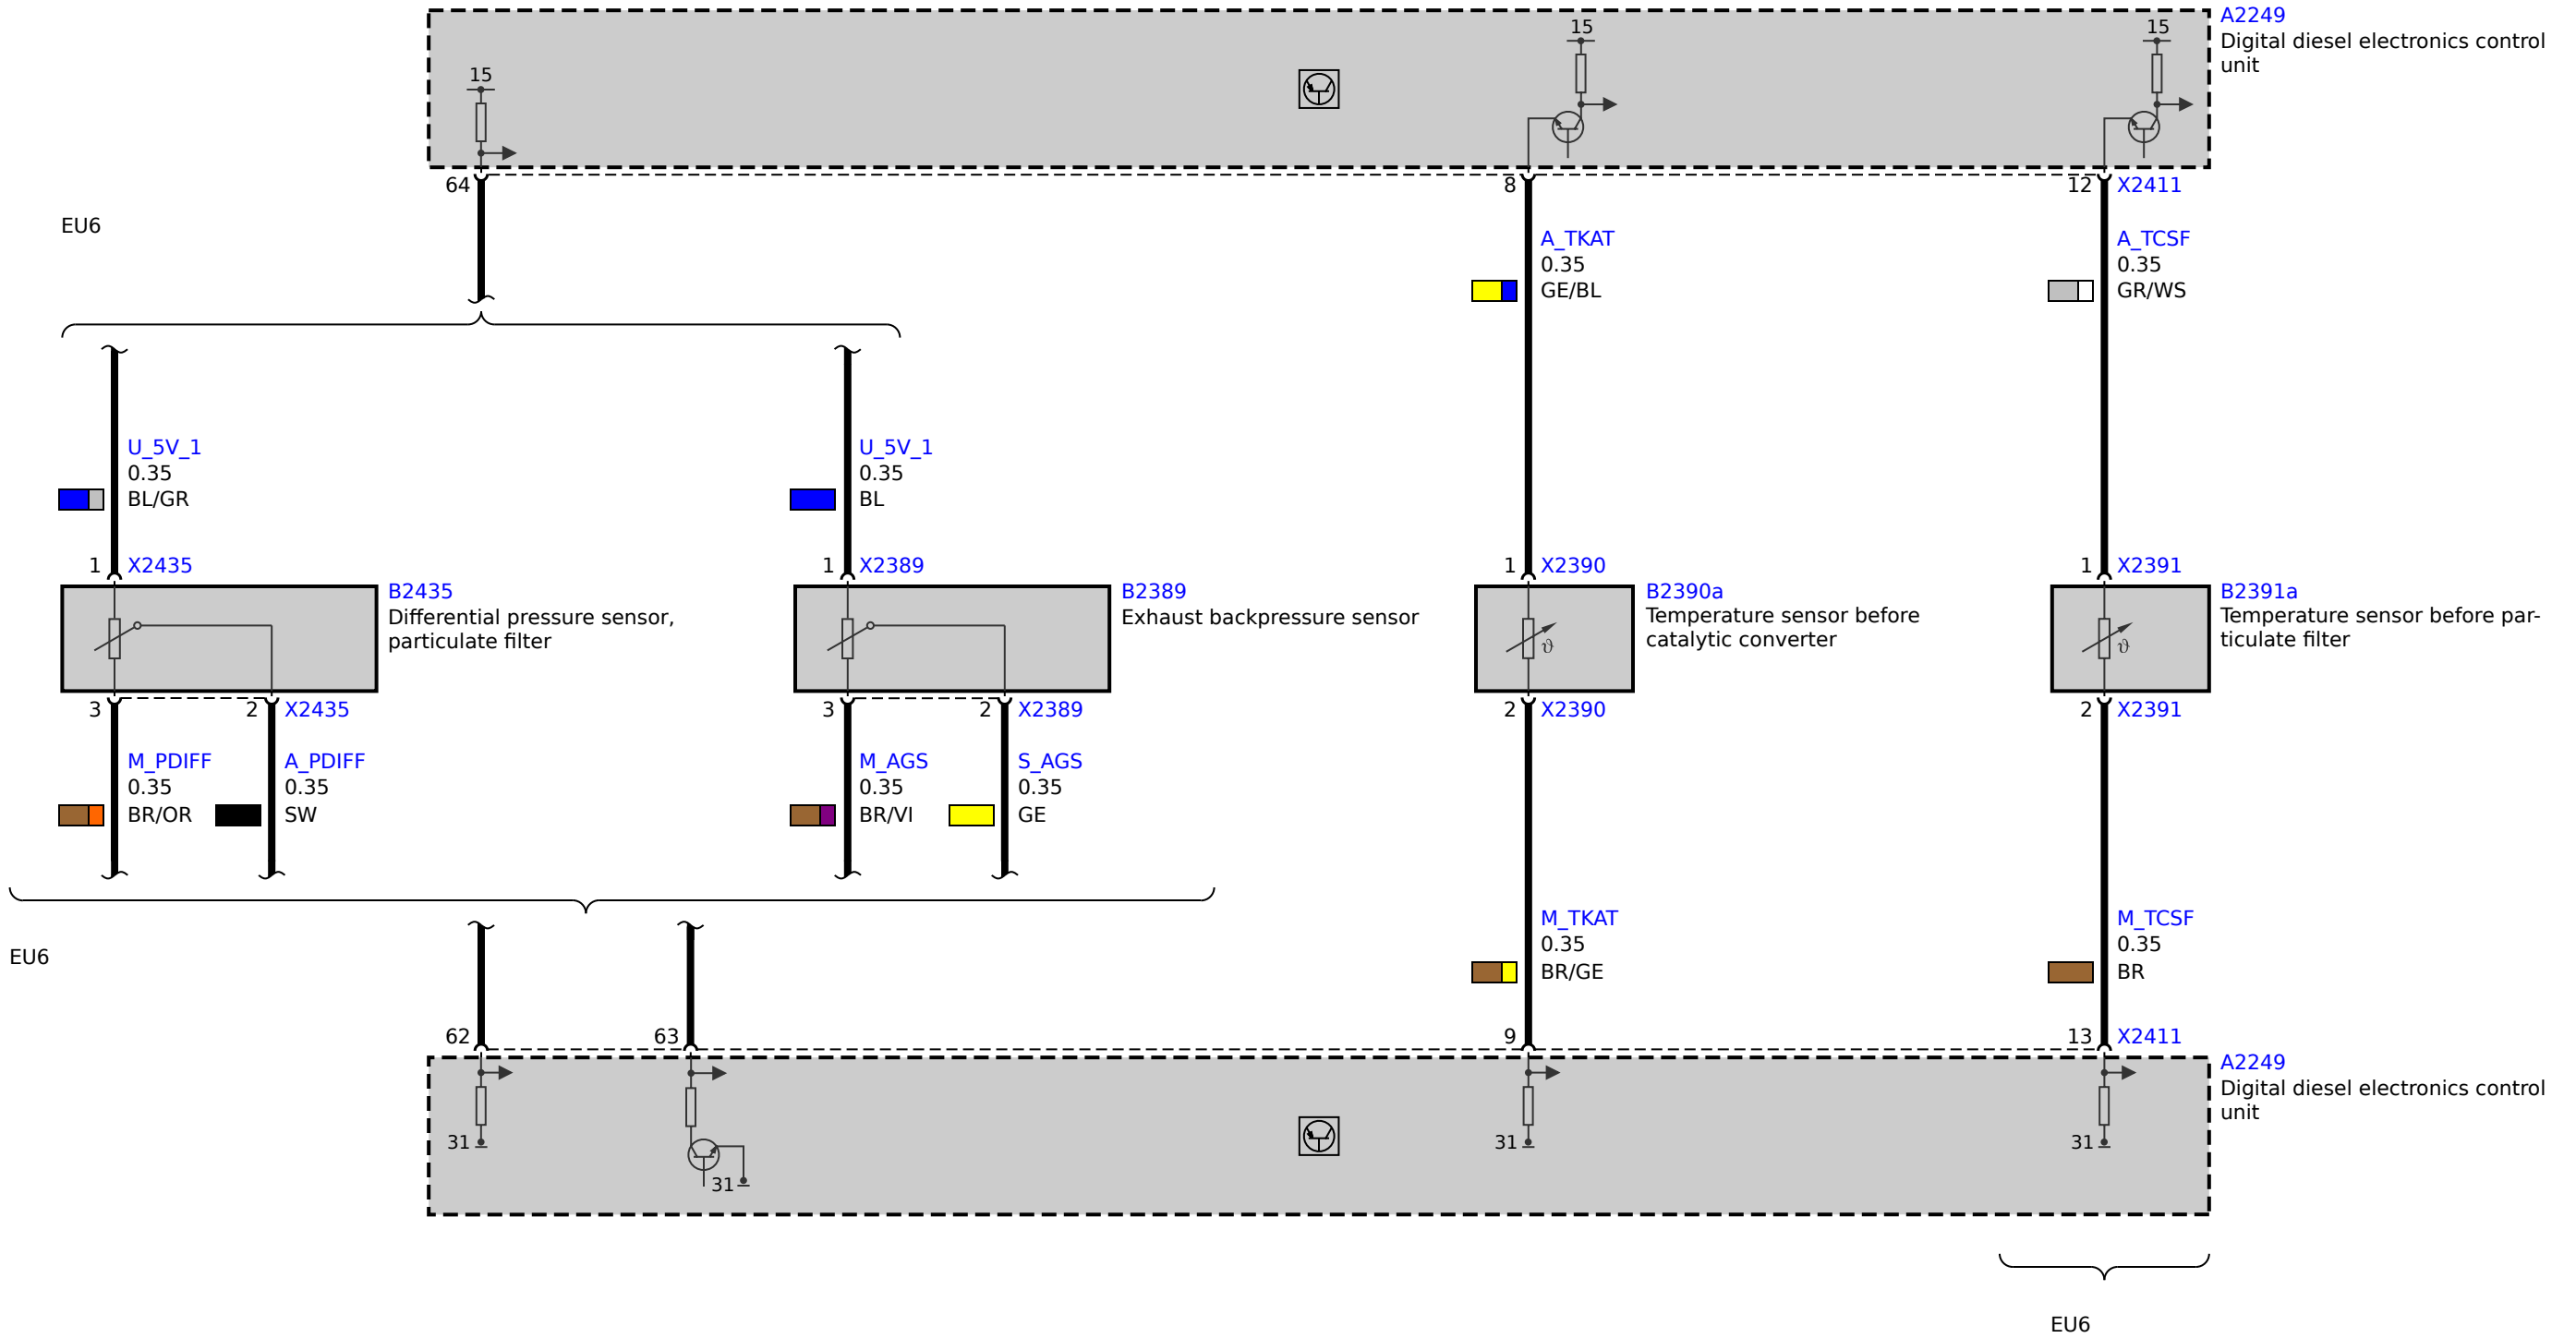 A2249
Digital diesel electronics control
unit
15
15
15
64
8
12
X2411
EU6
A_TKAT
0.35
GE/BL
A_TCSF
0.35
GR/WS
U_5V_1
0.35
BL/GR
U_5V_1
0.35
BL
1
X2435
1
X2389
1
X2390
1
X2391
B2435
Differential pressure sensor,
particulate filter
B2389
Exhaust backpressure sensor
B2390a
Temperature sensor before
catalytic converter
B2391a
Temperature sensor before par-
ticulate filter
ϑ
ϑ
3
2
X2435
3
2
X2389
2
X2390
2
X2391
M_PDIFF
0.35
BR/OR
A_PDIFF
0.35
SW
M_AGS
0.35
BR/VI
S_AGS
0.35
GE
M_TKAT
0.35
BR/GE
M_TCSF
0.35
BR
EU6
62
63
9
13
X2411
A2249
Digital diesel electronics control
unit
31
31
31
31
EU6